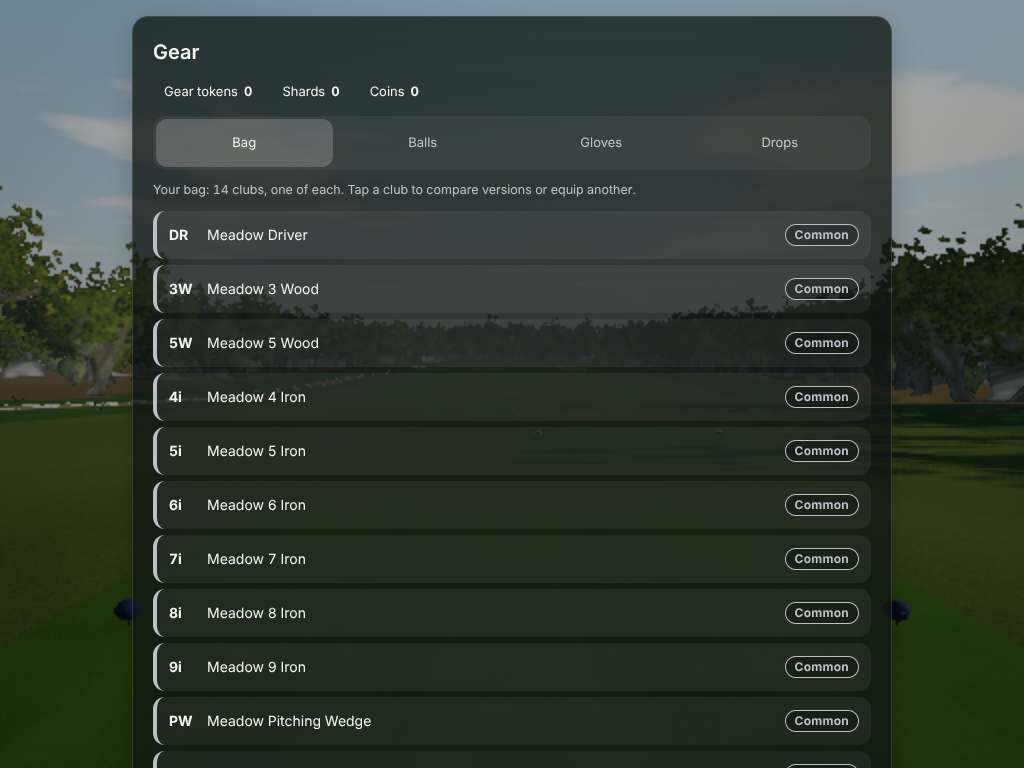 Gear
Gear tokens 0 Shards 0 Coins 0
Bag Balls Gloves Drops
Your bag: 14 clubs, one of each. Tap a club to compare versions or equip another.
DR Meadow Driver Common
3W Meadow 3 Wood Common
5W Meadow 5 Wood Common
4i Meadow 4 Iron Common
5i Meadow 5 Iron Common
6i Meadow 6 Iron Common
7i Meadow 7 Iron Common
8i Meadow 8 Iron Common
9i Meadow 9 Iron Common
PW Meadow Pitching Wedge Common